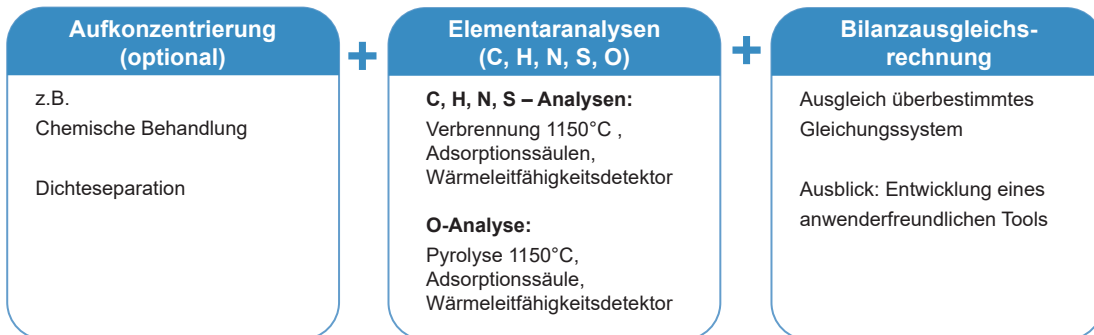 Aufkonzentrierung
(optional)
z.B.
Chemische Behandlung
Dichteseparation
+
Elementaranalysen
(C, H, N, S, O)
C, H, N, S – Analysen:
Verbrennung 1150°C ,
Adsorptionssäulen,
Wärmeleitfähigkeitsdetektor
O-Analyse:
Pyrolyse 1150°C,
Adsorptionssäule,
Wärmeleitfähigkeitsdetektor
+
Bilanzausgleichs-
rechnung
Ausgleich überbestimmtes
Gleichungssystem
Ausblick: Entwicklung eines
anwenderfreundlichen Tools